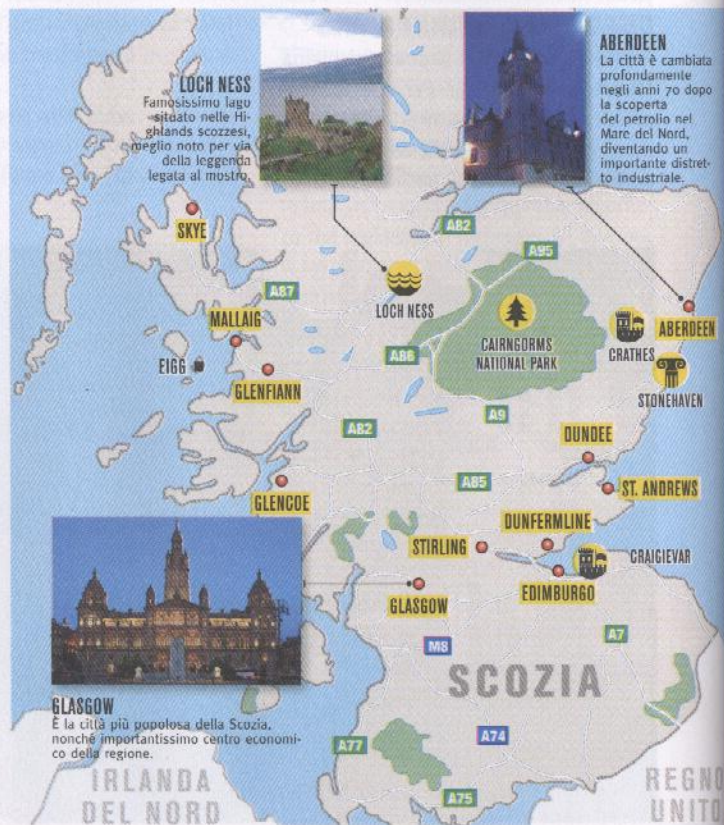 LOCH NESS
Famosissimo lago
situato nelle Hi-
ghlands scozzesi,
meglio noto per via
della leggenda
legata al mostro.
ABERDEEN
La città è cambiata
profondamente
negli anni 70 dopo
la scoperta
del petrolio nel
Mare del Nord,
diventando un
importante distret-
to industriale.
SKYE
A82
A95
A87
LOCH NESS
MALLAIG
CAIRNGORMS
NATIONAL PARK
CRATHES
ABERDEEN
EIGG
A86
GLENFIANN
STONEHAVEN
A9
A82
DUNDEE
GLENCOE
A85
ST. ANDREWS
DUNFERMLINE
STIRLING
CRAIGIEVAR
GLASGOW
EDIMBURGO
M8
A7
SCOZIA
GLASGOW
È la città più popolosa della Scozia,
nonché importantissimo centro economi-
co della regione.
A77
A74
A75
IRLANDA
DEL NORD
REGNO
UNITO